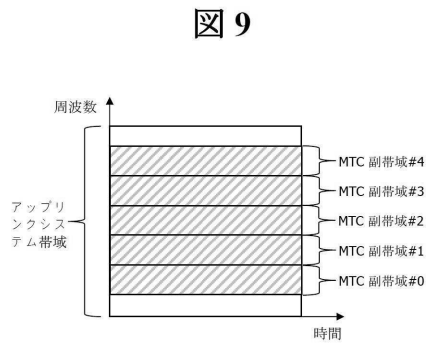 図 9
周波数
アップリ
ンクシス
テム帯域
MTC 副帯域#4
MTC 副帯域#3
MTC 副帯域#2
MTC 副帯域#1
MTC 副帯域#0
時間